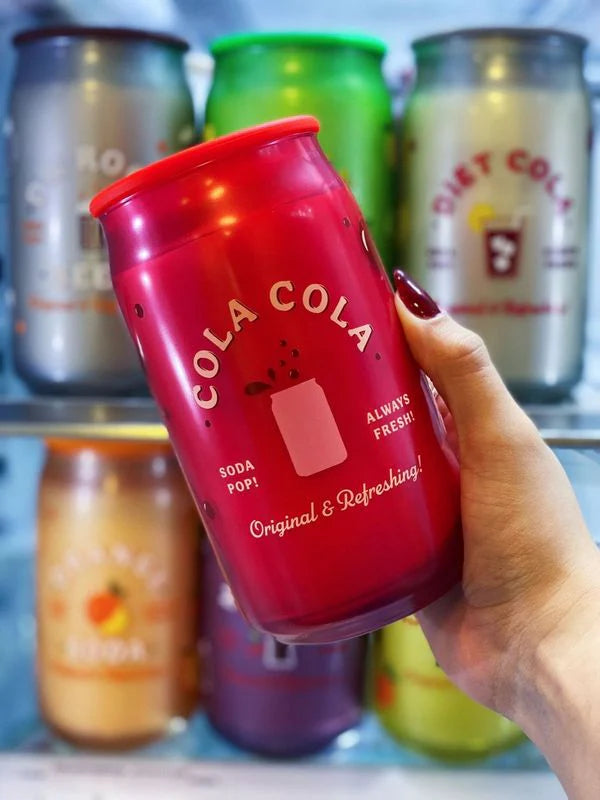 COLA COLA
SODA
POP!
ALWAYS
FRESH!
Original & Refreshing!
DIET COLA
SODA